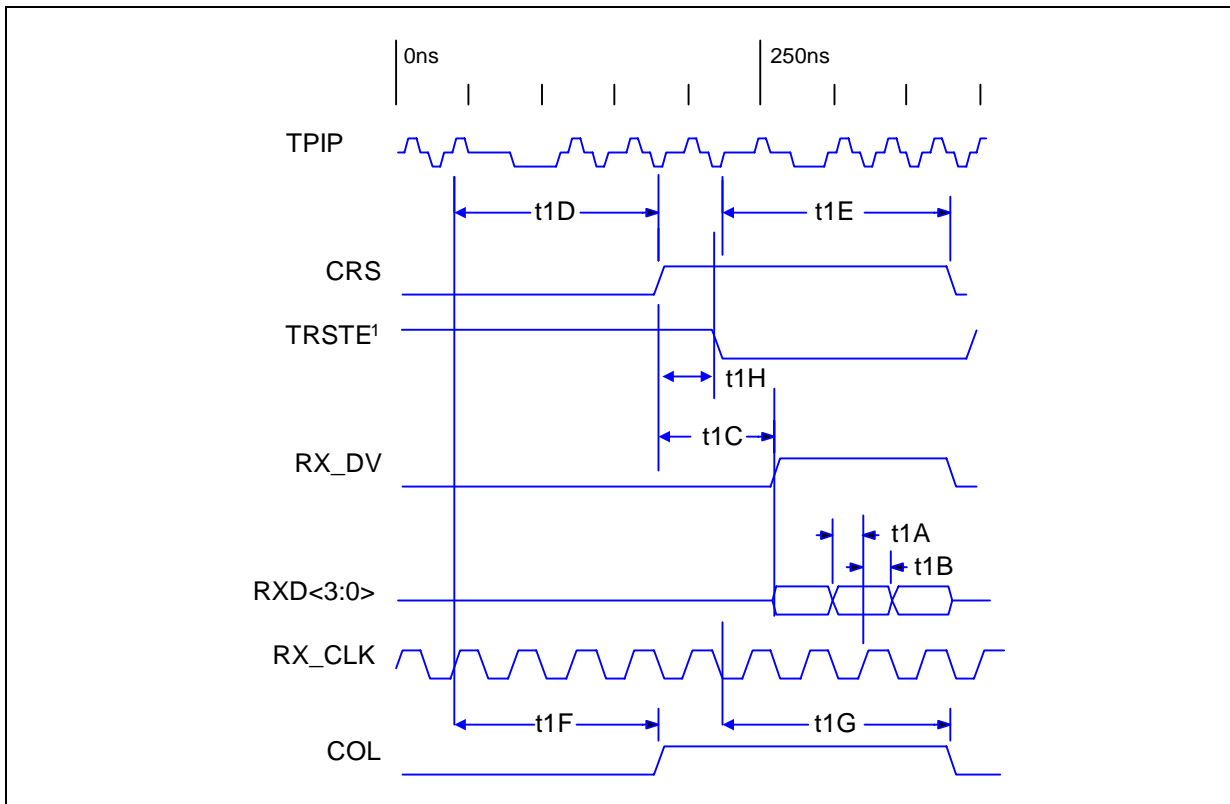 0ns 250ns
TPIP
t1D t1E
CRS
TRSTE1
t1H
t1C
RX_DV
t1A
t1B
RXD<3:0>
RX_CLK
t1F t1G
COL